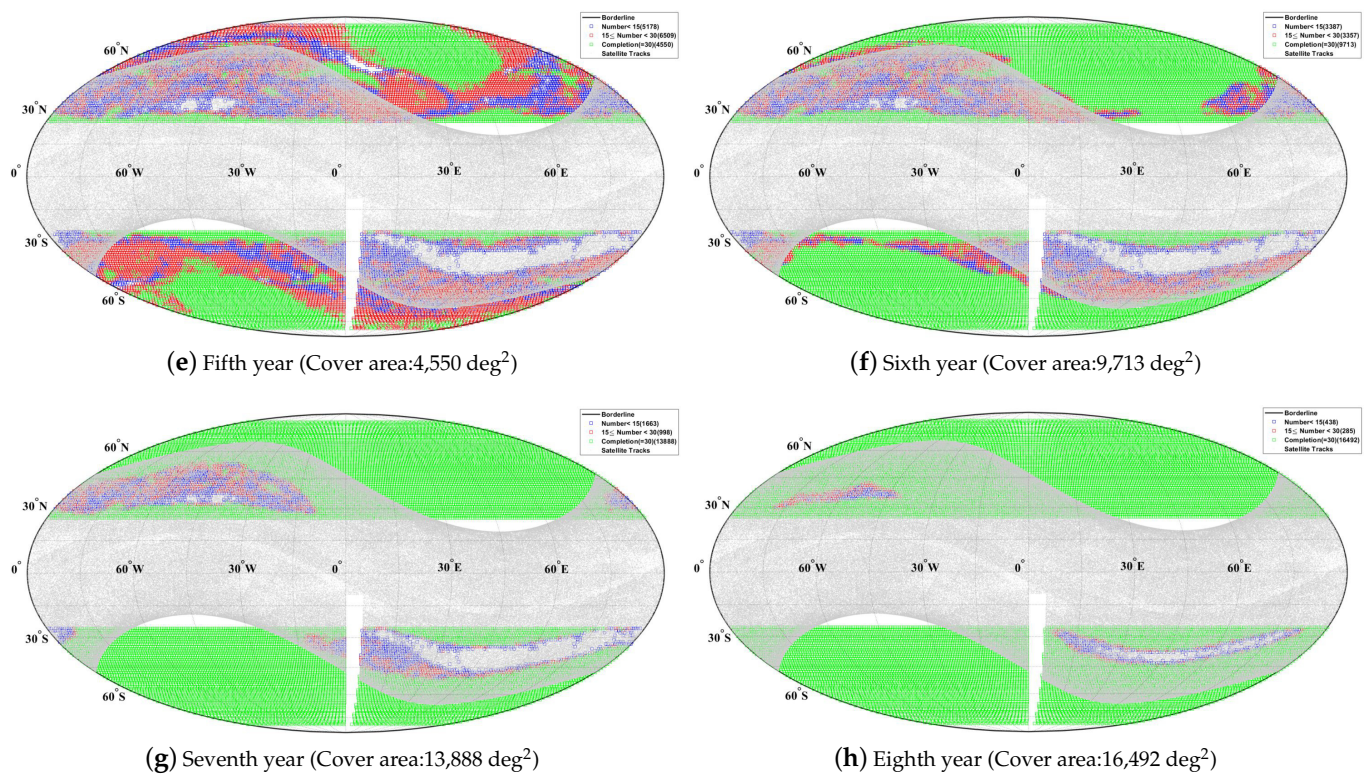 Borderline
Number< 15(5178)
15≤ Number < 30(6509)
Completion(=30)(4550)
Satellite Tracks
60°N
30°N
0°
60°W
30°W
0°
30°E
60°E
30°S
60°S
(e) Fifth year (Cover area:4,550 deg²)
Borderline
Number< 15(3387)
15≤ Number < 30(3357)
Completion(=30)(9713)
Satellite Tracks
60°N
30°N
0°
60°W
30°W
0°
30°E
60°E
30°S
60°S
(f) Sixth year (Cover area:9,713 deg²)
Borderline
Number< 15(1663)
15≤ Number < 30(998)
Completion(=30)(13888)
Satellite Tracks
60°N
30°N
0°
60°W
30°W
0°
30°E
60°E
30°S
60°S
(g) Seventh year (Cover area:13,888 deg²)
Borderline
Number< 15(438)
15≤ Number < 30(285)
Completion(=30)(16492)
Satellite Tracks
60°N
30°N
0°
60°W
30°W
0°
30°E
60°E
30°S
60°S
(h) Eighth year (Cover area:16,492 deg²)